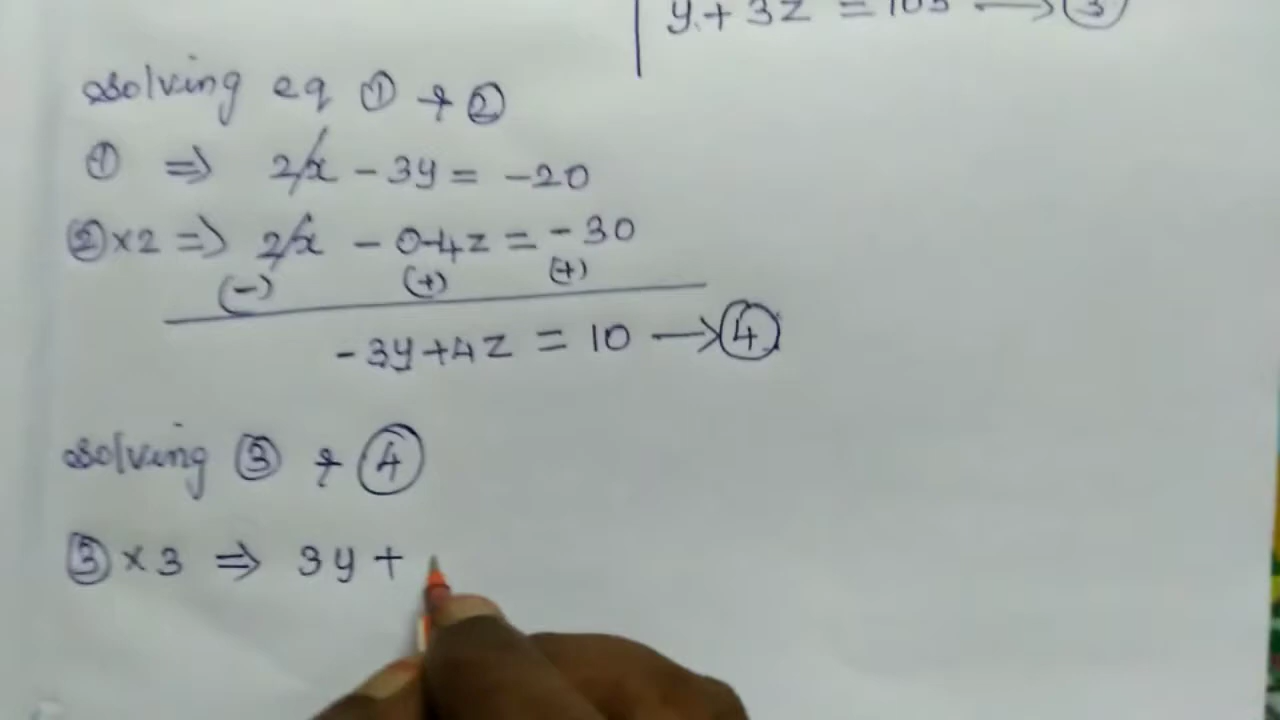 y + 3z = 105 → ③
solving eq ① & ②
① ⇒ 2x - 3y = -20
②×2 ⇒ 2x - 0-4z = -30
(-) (+) (+)
-3y+4z = 10 → ④
solving ③ & ④
③ × 3 ⇒ 3y +